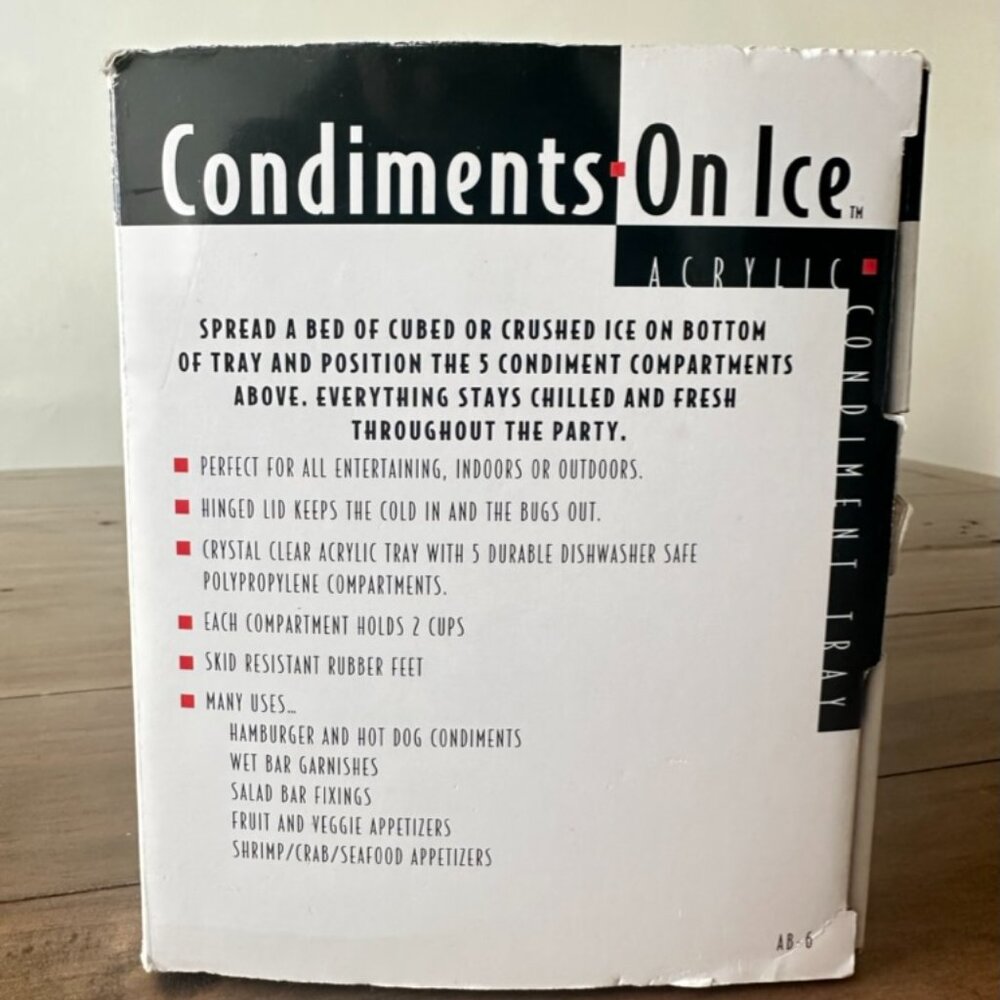 Condiments On Ice™
ACRYLIC
CONDIMENT TRAY
SPREAD A BED OF CUBED OR CRUSHED ICE ON BOTTOM
OF TRAY AND POSITION THE 5 CONDIMENT COMPARTMENTS
ABOVE. EVERYTHING STAYS CHILLED AND FRESH
THROUGHOUT THE PARTY.
PERFECT FOR ALL ENTERTAINING, INDOORS OR OUTDOORS.
HINGED LID KEEPS THE COLD IN AND THE BUGS OUT.
CRYSTAL CLEAR ACRYLIC TRAY WITH 5 DURABLE DISHWASHER SAFE
POLYPROPYLENE COMPARTMENTS.
EACH COMPARTMENT HOLDS 2 CUPS
SKID RESISTANT RUBBER FEET
MANY USES...
HAMBURGER AND HOT DOG CONDIMENTS
WET BAR GARNISHES
SALAD BAR FIXINGS
FRUIT AND VEGGIE APPETIZERS
SHRIMP/CRAB/SEAFOOD APPETIZERS
AB-6